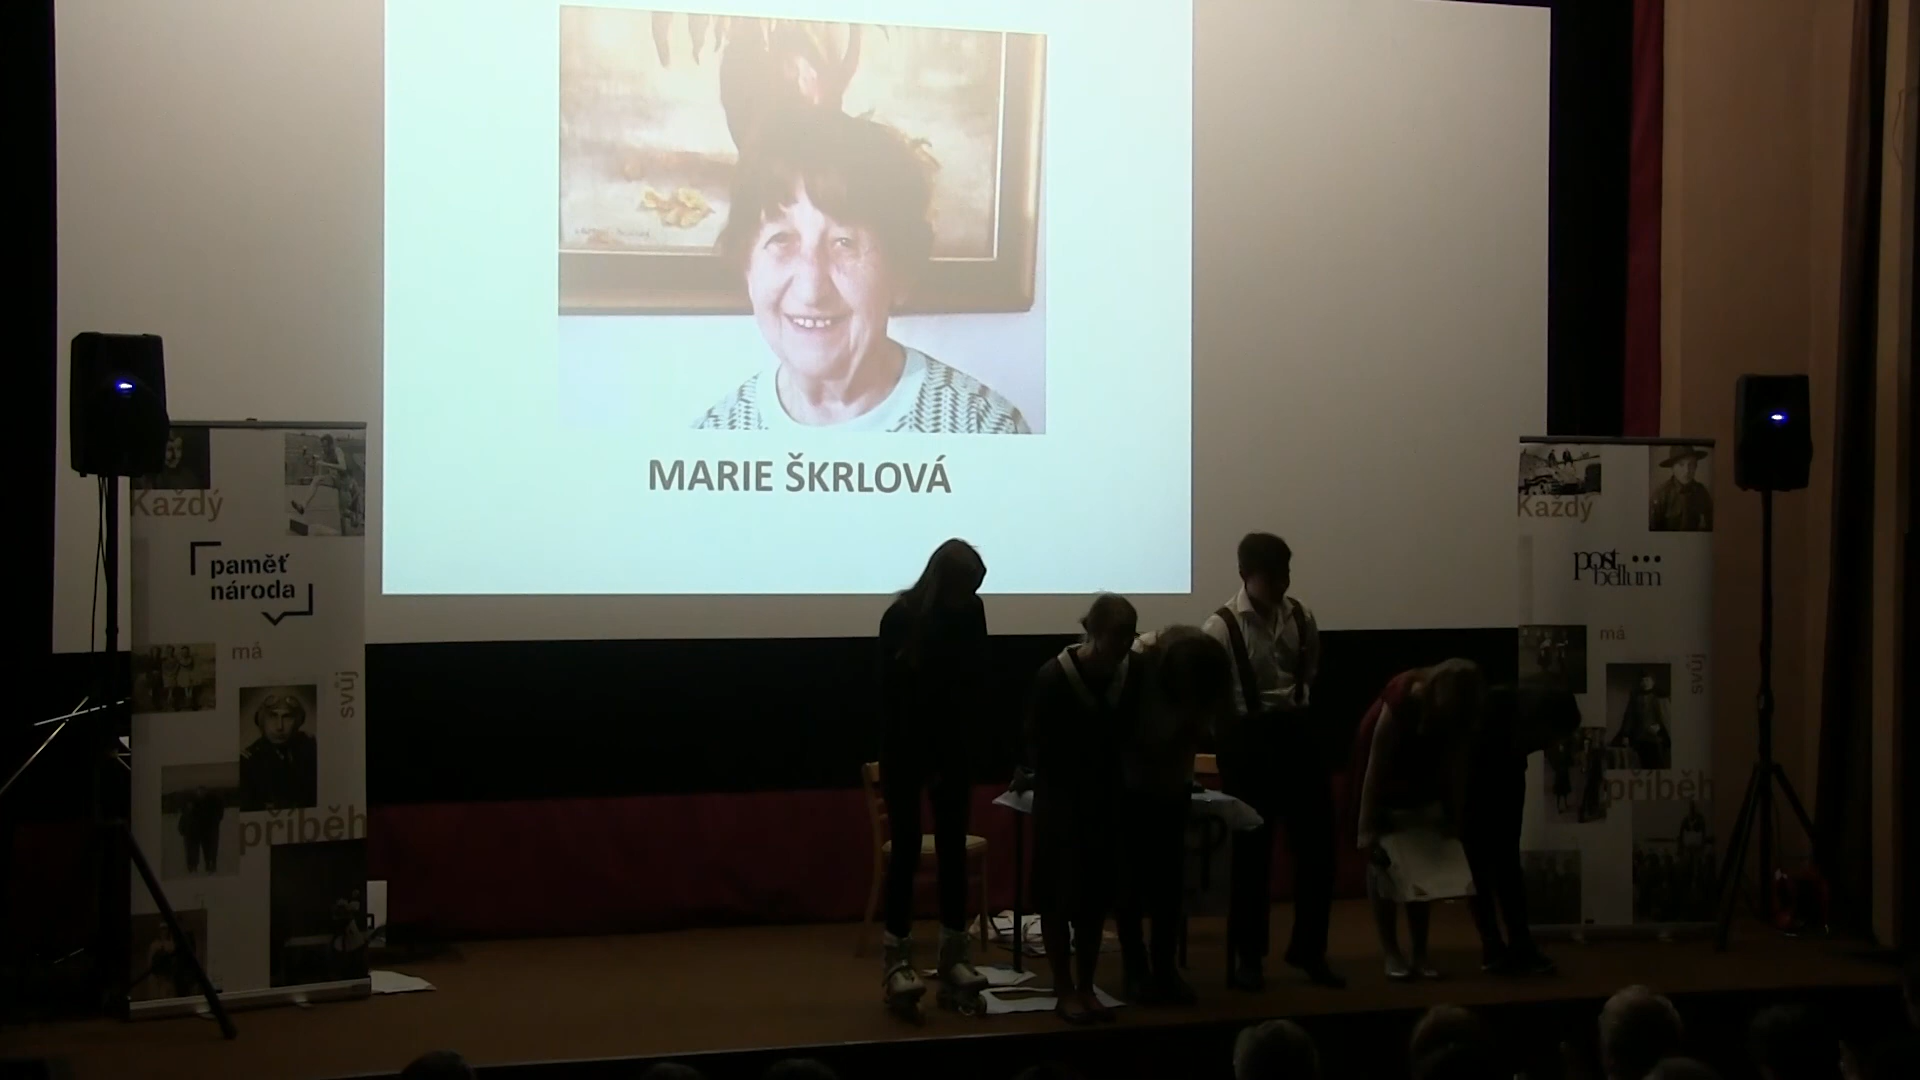 MARIE ŠKRLOVÁ
Každý
paměť
národa
má
svůj
příběh
Každý
post
bellum
má
svůj
příběh